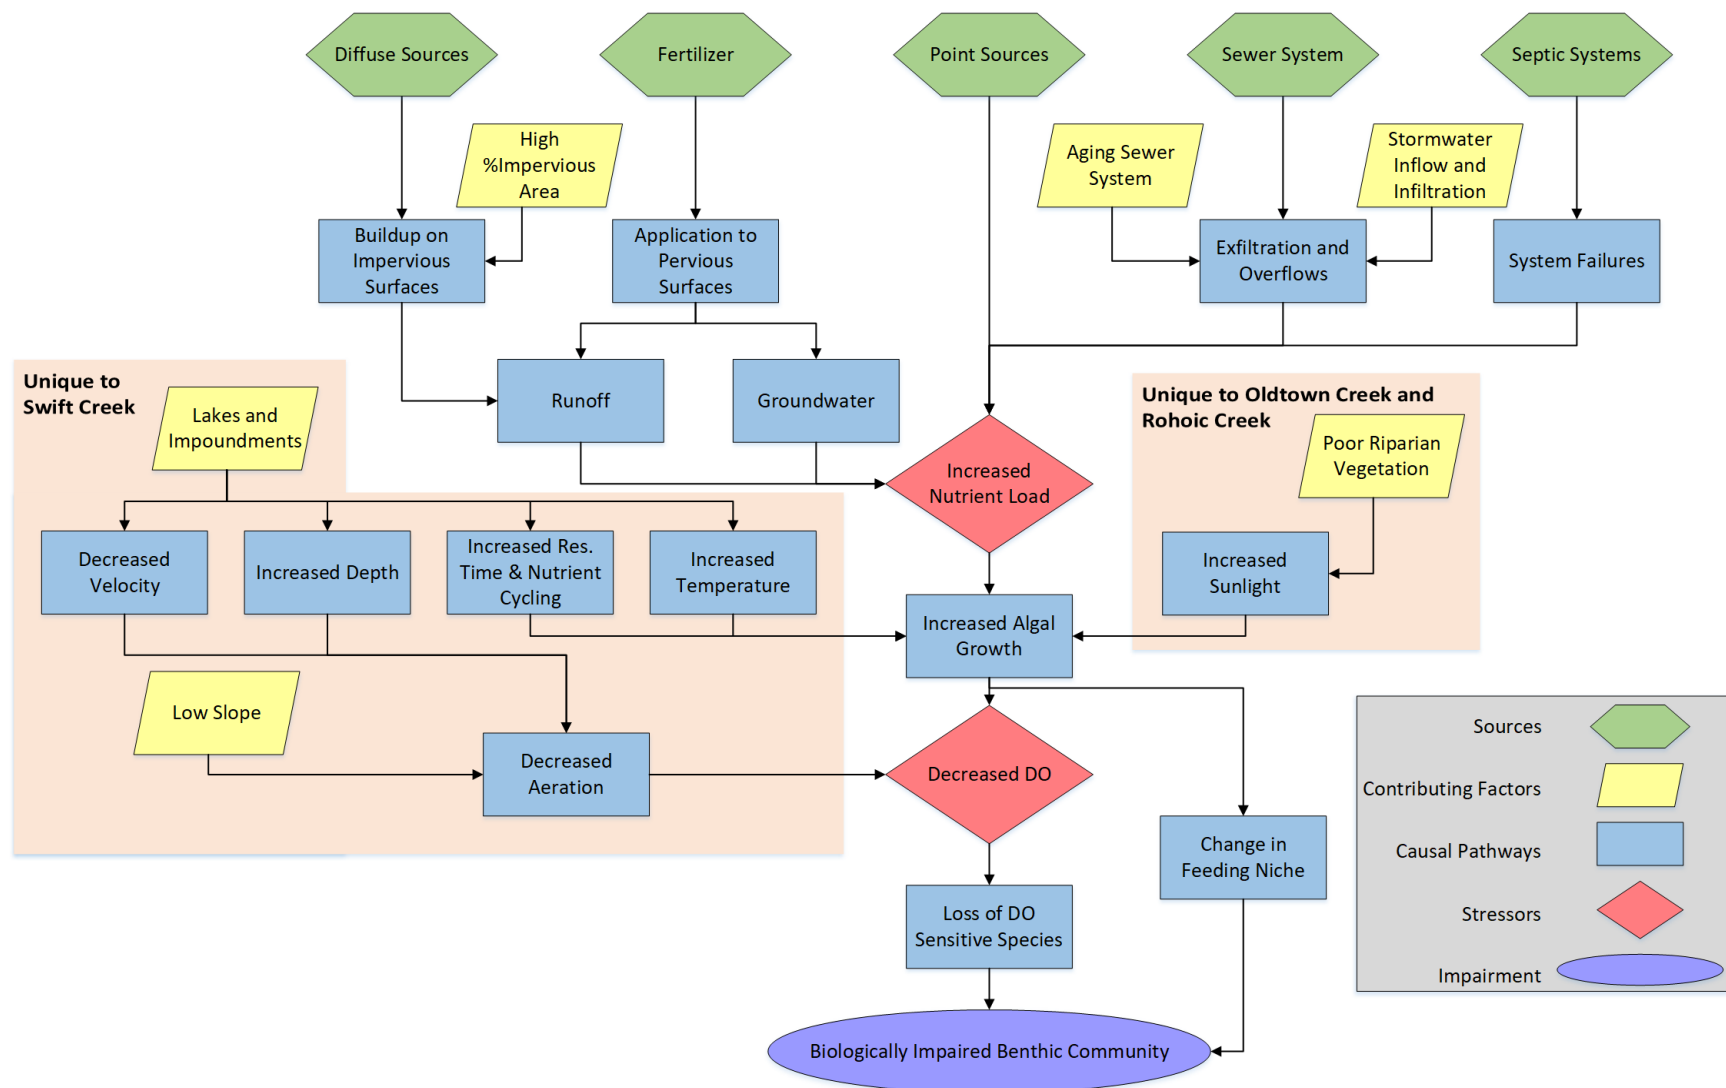 Diffuse Sources
Fertilizer
Point Sources
Sewer System
Septic Systems
High
%Impervious
Area
Aging Sewer
System
Stormwater
Inflow and
Infiltration
Buildup on
Impervious
Surfaces
Application to
Pervious
Surfaces
Exfiltration and
Overflows
System Failures
Unique to
Swift Creek
Lakes and
Impoundments
Runoff
Groundwater
Increased
Nutrient Load
Unique to Oldtown Creek and
Rohoic Creek
Poor Riparian
Vegetation
Decreased
Velocity
Increased Depth
Increased Res.
Time & Nutrient
Cycling
Increased
Temperature
Increased
Sunlight
Increased Algal
Growth
Low Slope
Decreased
Aeration
Decreased DO
Change in
Feeding Niche
Loss of DO
Sensitive Species
Biologically Impaired Benthic Community
Sources
Contributing Factors
Causal Pathways
Stressors
Impairment